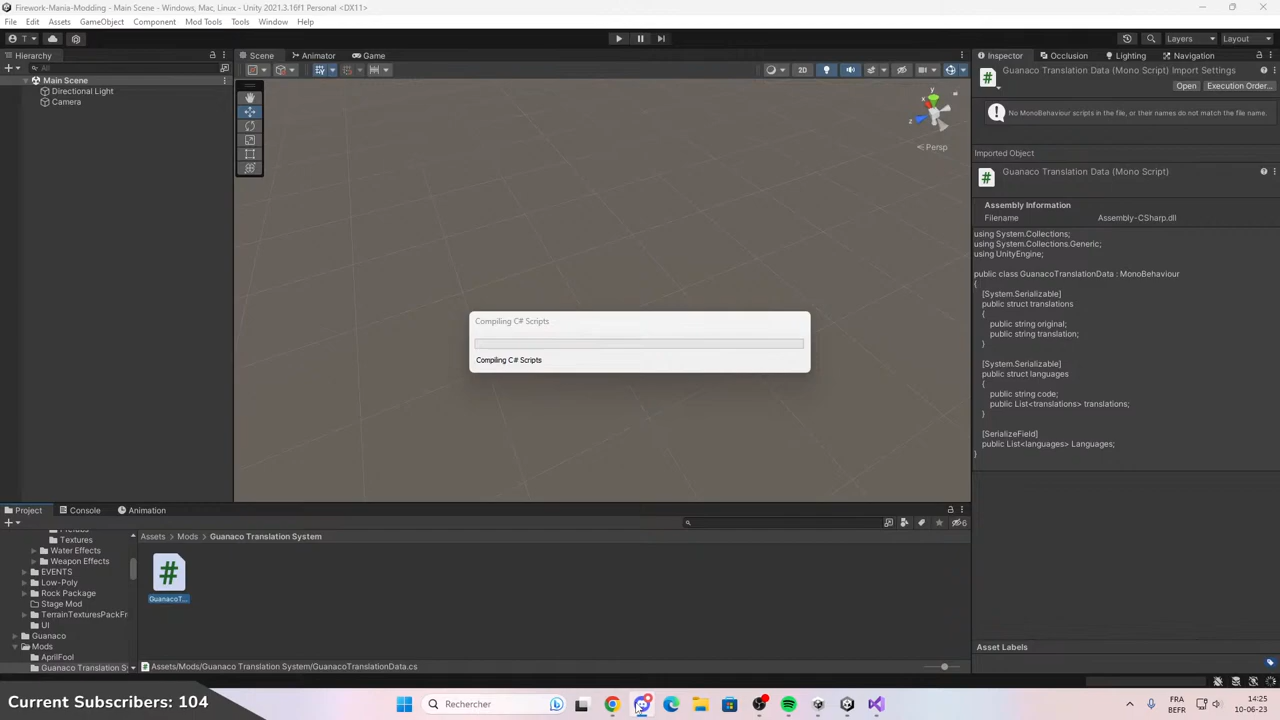 Firework-Mania-Modding - Main Scene - Windows, Mac, Linux - Unity 2021.3.16f1 Personal <DX11>
File Edit Assets GameObject Component Mod Tools Tools Window Help
T Layers Layout
Hierarchy
All
Main Scene
Directional Light
Camera
Scene Animator Game
2D
y
x
z
Persp
Inspector Occlusion Lighting Navigation
Guanaco Translation Data (Mono Script) Import Settings
Open Execution Order...
No MonoBehaviour scripts in the file, or their names do not match the file name.
Imported Object
Guanaco Translation Data (Mono Script)
Assembly Information
Filename Assembly-CSharp.dll
using System.Collections;
using System.Collections.Generic;
using UnityEngine;
public class GuanacoTranslationData : MonoBehaviour
{
[System.Serializable]
public struct translations
{
public string original;
public string translation;
}
[System.Serializable]
public struct languages
{
public string code;
public List<translations> translations;
}
[SerializeField]
public List<languages> Languages;
}
Asset Labels
Compiling C# Scripts
Compiling C# Scripts
Project Console Animation
6
Textures
Water Effects
Weapon Effects
EVENTS
Low-Poly
Rock Package
Stage Mod
TerrainTexturesPackFr
UI
Guanaco
Mods
AprilFool
Guanaco Translation Sy
Assets Mods Guanaco Translation System
GuanacoT...
Assets/Mods/Guanaco Translation System/GuanacoTranslationData.cs
Current Subscribers: 104
Rechercher
FRA
BEFR
14:25
10-06-23